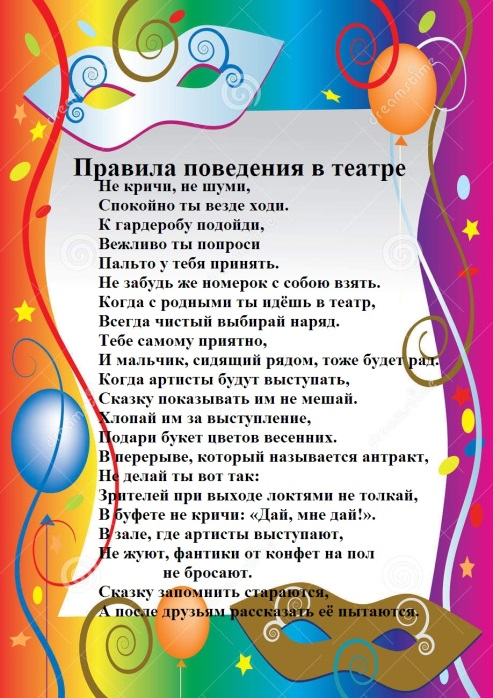 Правила поведения в театре
Не кричи, не шуми,
Спокойно ты везде ходи.
К гардеробу подойди,
Вежливо ты попроси
Пальто у тебя принять.
Не забудь же номерок с собою взять.
Когда с родными ты идёшь в театр,
Всегда чистый выбирай наряд.
Тебе самому приятно,
И мальчик, сидящий рядом, тоже будет рад.
Когда артисты будут выступать,
Сказку показывать им не мешай.
Хлопай им за выступление,
Подари букет цветов весенних.
В перерыве, который называется антракт,
Не делай ты вот так:
Зрителей при выходе локтями не толкай,
В буфете не кричи: «Дай, мне дай!».
В зале, где артисты выступают,
Не жуют, фантики от конфет на пол
не бросают.
Сказку запомнить стараются,
А после друзьям рассказать её пытаются.
dreamstime